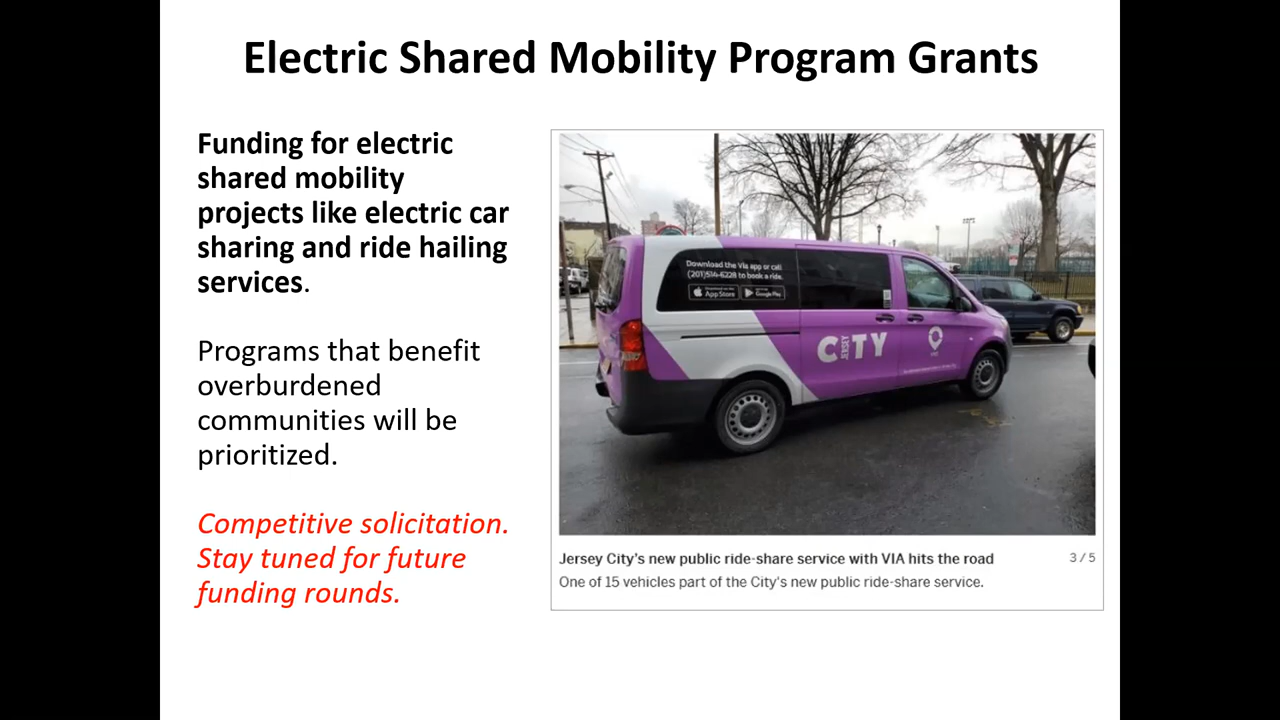 Electric Shared Mobility Program Grants
Funding for electric
shared mobility
projects like electric car
sharing and ride hailing
services.
Programs that benefit
overburdened
communities will be
prioritized.
Competitive solicitation.
Stay tuned for future
funding rounds.
Download the Via app or call
(201)514-6228 to book a ride.
App Store Google Play
JERSEY CITY
VIA
Jersey City's new public ride-share service with VIA hits the road 3/5
One of 15 vehicles part of the City's new public ride-share service.